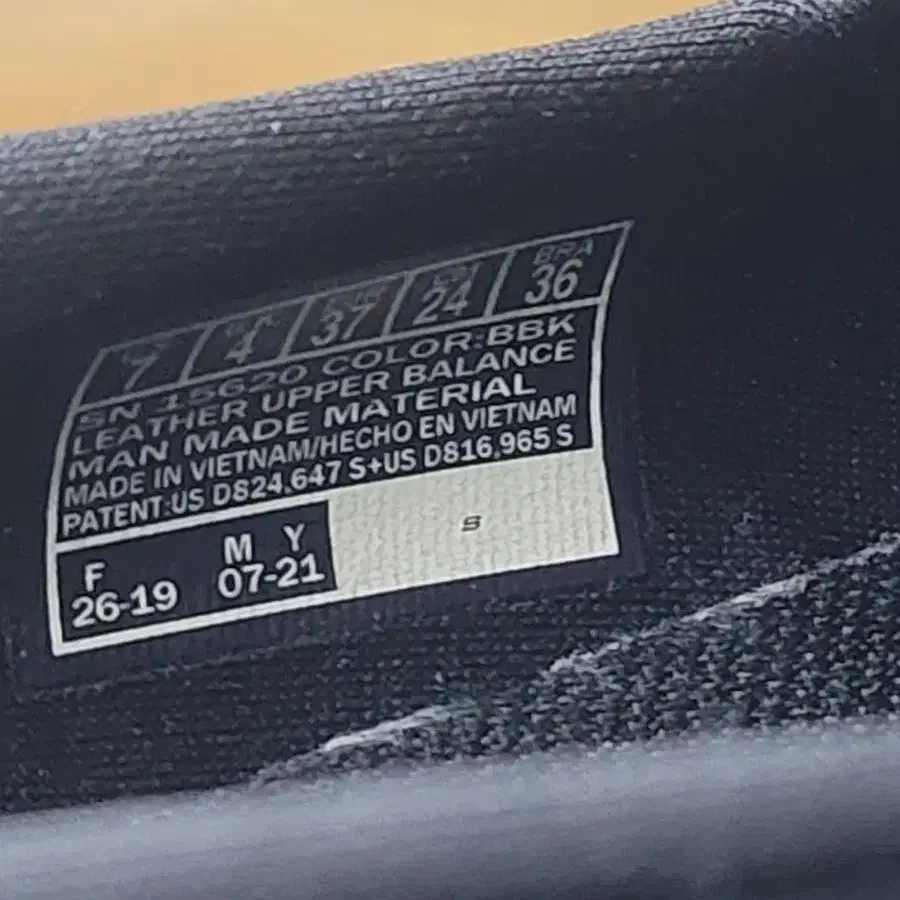 BRA
7 4 37 24 36
SN 15620 COLOR:BBK
LEATHER UPPER BALANCE
MAN MADE MATERIAL
MADE IN VIETNAM/HECHO EN VIETNAM
PATENT:US D824,647 S+US D816,965 S
F M Y
26-19 07-21
S